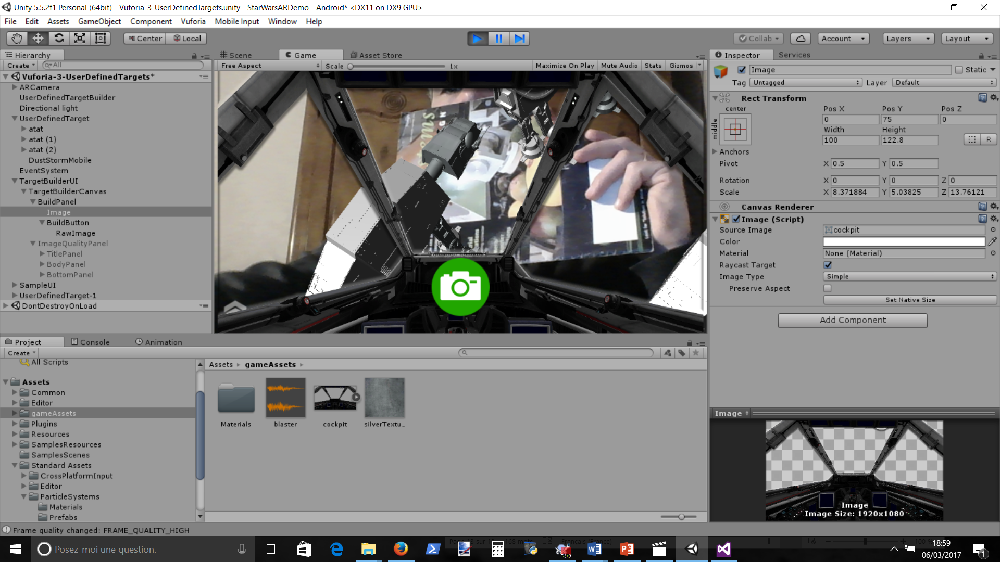 Unity 5.5.2f1 Personal (64bit) - Vuforia-3-UserDefinedTargets.unity - StarWarsARDemo - Android* <DX11 on DX9 GPU>
File Edit Assets GameObject Component Vuforia Mobile Input Window Help
Center Local
Collab Account Layers Layout
Hierarchy
Create All
Vuforia-3-UserDefinedTargets*
ARCamera
UserDefinedTargetBuilder
Directional light
UserDefinedTarget
atat
atat (1)
atat (2)
DustStormMobile
EventSystem
TargetBuilderUI
TargetBuilderCanvas
BuildPanel
Image
BuildButton
RawImage
ImageQualityPanel
TitlePanel
BodyPanel
BottomPanel
SampleUI
UserDefinedTarget-1
DontDestroyOnLoad
Scene Game Asset Store
Free Aspect Scale 1x Maximize On Play Mute Audio Stats Gizmos
Inspector Services
Image Static
Tag Untagged Layer Default
Rect Transform
center
middle
Pos X Pos Y Pos Z
0 75 0
Width Height
100 122.8
R
Anchors
Pivot X 0.5 Y 0.5
Rotation X 0 Y 0 Z 0
Scale X 8.371884 Y 5.03825 Z 13.76121
Canvas Renderer
Image (Script)
Source Image cockpit
Color
Material None (Material)
Raycast Target
Image Type Simple
Preserve Aspect
Set Native Size
Add Component
Image
Image
Image Size: 1920x1080
Project Console Animation
Create
All Scripts
Assets
Common
Editor
gameAssets
Plugins
Resources
SamplesResources
SamplesScenes
Standard Assets
CrossPlatformInput
Editor
ParticleSystems
Materials
Prefabs
Assets gameAssets
Materials blaster cockpit silverTextu...
Frame quality changed: FRAME_QUALITY_HIGH
Posez-moi une question.
Français (France)
100 %
18:59
06/03/2017
1